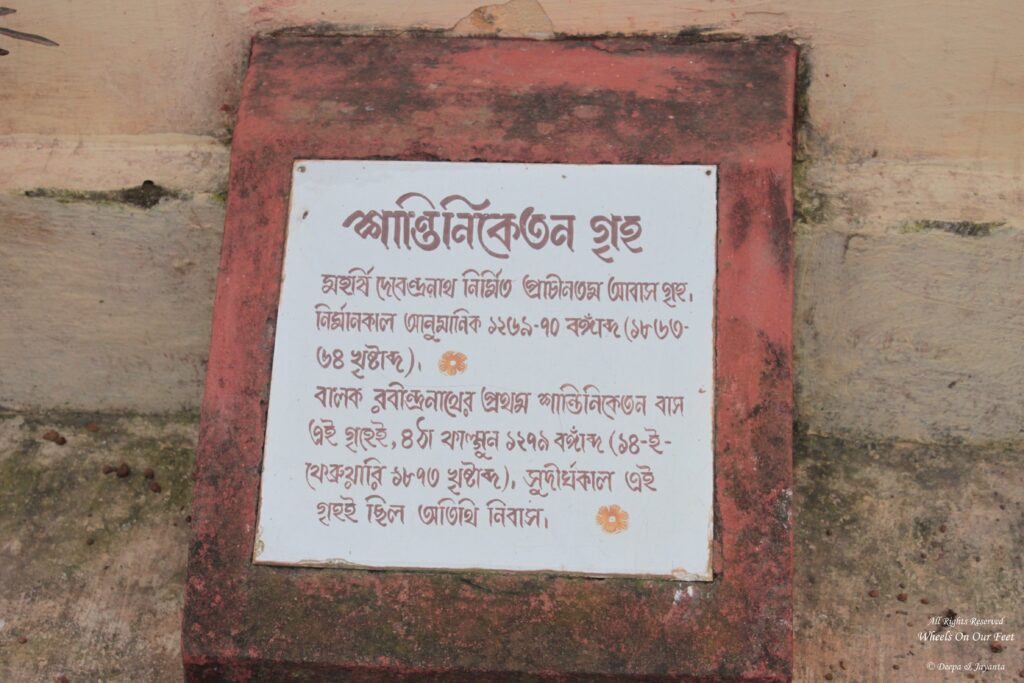 শান্তিনিকেতন গৃহ
মহর্ষি দেবেন্দ্রনাথ নির্মিত প্রাচীনতম আবাস গৃহ।
নির্মানকাল আনুমানিক ১২৬৯-৭০ বঙ্গাঁব্দ (১৮৬৩-
৬৪ খৃষ্টাব্দ)।
বালক রবীন্দ্রনাথের প্রথম শান্তিনিকেতন বাস
এই গৃহেই, ৪ঠা ফাল্গুন ১২৭৯ বঙ্গাঁব্দ (১৪-ই-
ফেব্রুয়ারি ১৮৭৩ খৃষ্টাব্দ)। সুদীর্ঘকাল এই
গৃহই ছিল অতিথি নিবাস।
All Rights Reserved
Wheels On Our Feet
© Deepa & Jayanta